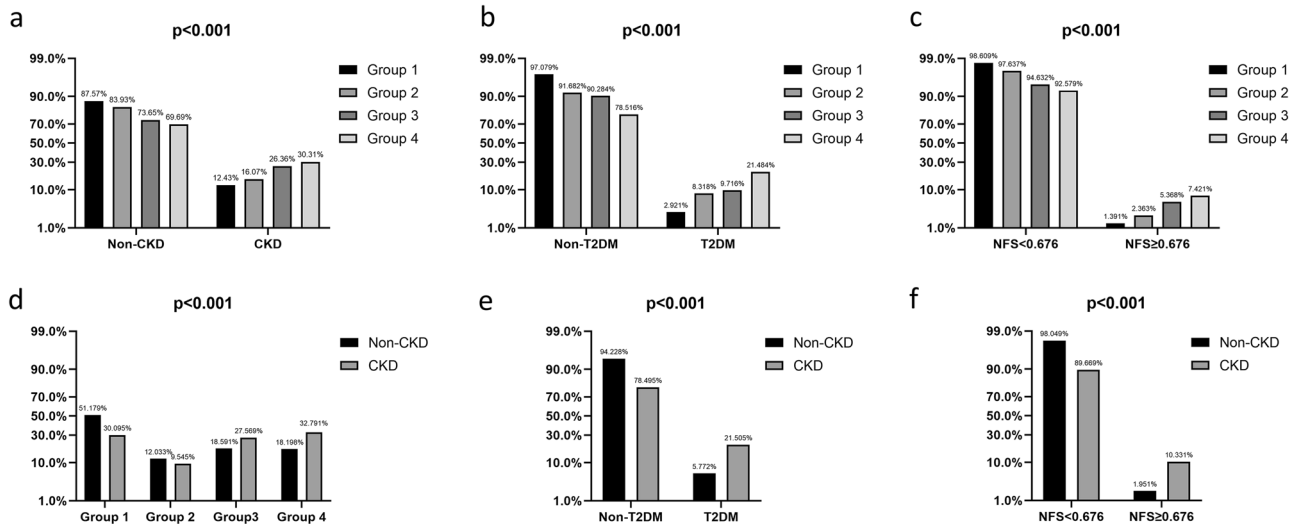 a
p<0.001
99.0%
90.0%
70.0%
50.0%
30.0%
10.0%
1.0%
87.57%
83.93%
73.65%
69.69%
12.43%
16.07%
26.36%
30.31%
Non-CKD
CKD
Group 1
Group 2
Group 3
Group 4
b
p<0.001
99.0%
90.0%
70.0%
50.0%
30.0%
10.0%
1.0%
97.079%
91.682%
90.284%
78.516%
2.921%
8.318%
9.716%
21.484%
Non-T2DM
T2DM
Group 1
Group 2
Group 3
Group 4
c
p<0.001
99.0%
90.0%
70.0%
50.0%
30.0%
10.0%
1.0%
98.609%
97.637%
94.632%
92.579%
1.391%
2.363%
5.368%
7.421%
NFS<0.676
NFS≥0.676
Group 1
Group 2
Group 3
Group 4
d
p<0.001
99.0%
90.0%
70.0%
50.0%
30.0%
10.0%
1.0%
51.179%
30.095%
12.033%
9.545%
18.591%
27.569%
18.198%
32.791%
Group 1
Group 2
Group3
Group 4
Non-CKD
CKD
e
p<0.001
99.0%
90.0%
70.0%
50.0%
30.0%
10.0%
1.0%
94.228%
78.495%
5.772%
21.505%
Non-T2DM
T2DM
Non-CKD
CKD
f
p<0.001
99.0%
90.0%
70.0%
50.0%
30.0%
10.0%
1.0%
98.049%
89.669%
1.951%
10.331%
NFS<0.676
NFS≥0.676
Non-CKD
CKD